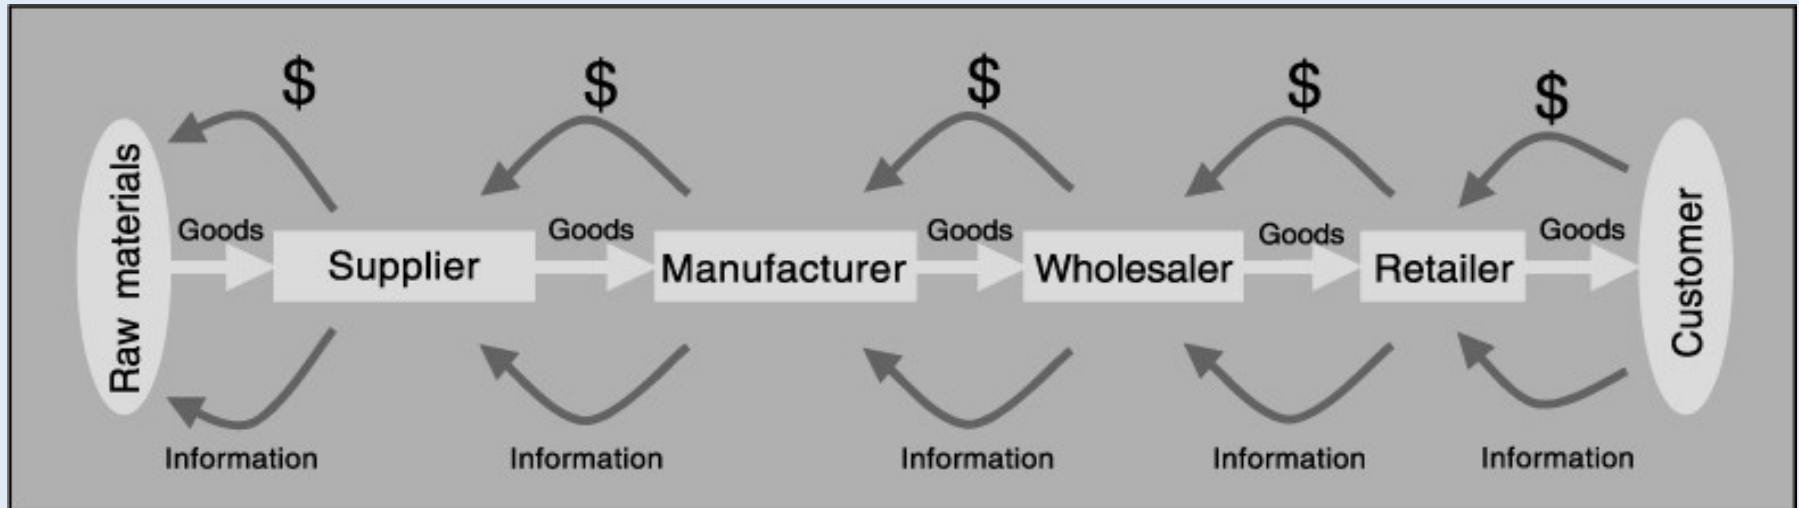 $ $ $ $ $
Goods Goods Goods Goods Goods
Raw materials Supplier Manufacturer Wholesaler Retailer Customer
Information Information Information Information Information